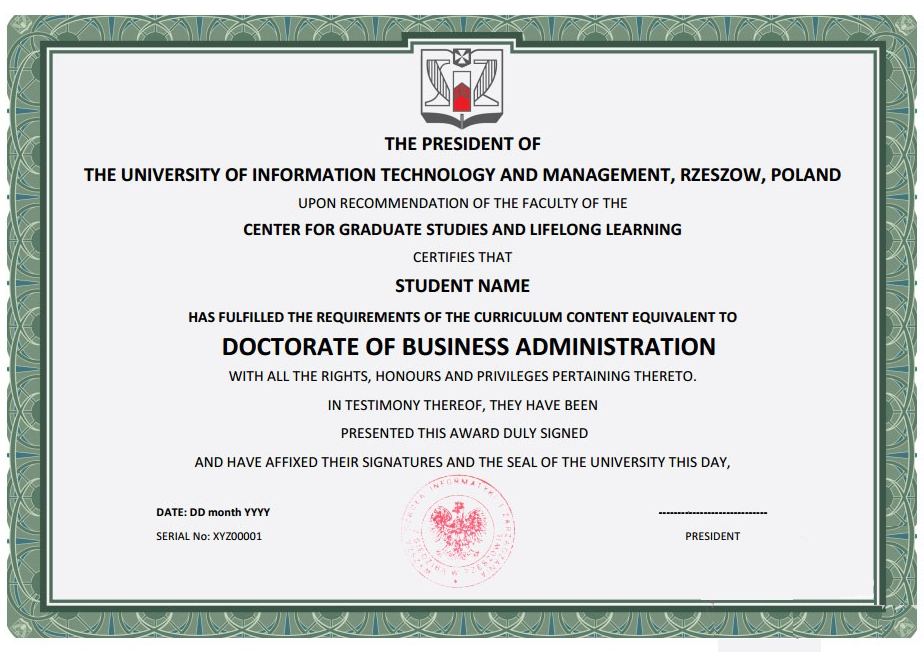 THE PRESIDENT OF
THE UNIVERSITY OF INFORMATION TECHNOLOGY AND MANAGEMENT, RZESZOW, POLAND
UPON RECOMMENDATION OF THE FACULTY OF THE
CENTER FOR GRADUATE STUDIES AND LIFELONG LEARNING
CERTIFIES THAT
STUDENT NAME
HAS FULFILLED THE REQUIREMENTS OF THE CURRICULUM CONTENT EQUIVALENT TO
DOCTORATE OF BUSINESS ADMINISTRATION
WITH ALL THE RIGHTS, HONOURS AND PRIVILEGES PERTAINING THERETO.
IN TESTIMONY THEREOF, THEY HAVE BEEN
PRESENTED THIS AWARD DULY SIGNED
AND HAVE AFFIXED THEIR SIGNATURES AND THE SEAL OF THE UNIVERSITY THIS DAY,
DATE: DD month YYYY
SERIAL No: XYZ00001
PRESIDENT